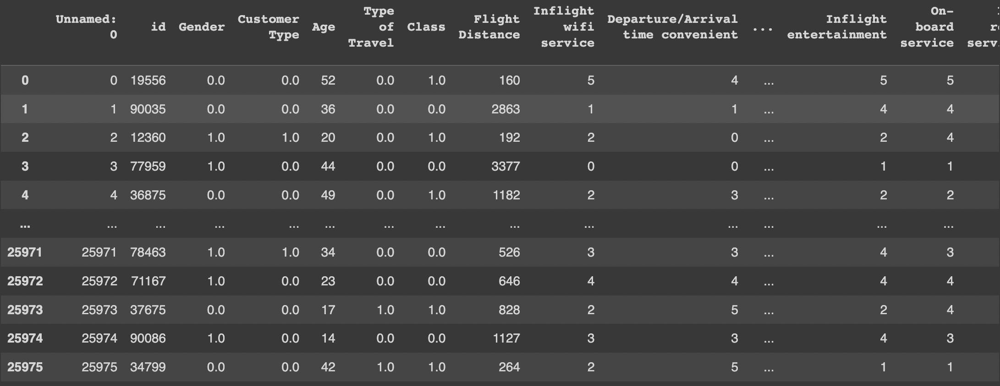 Unnamed: 0 id Gender Customer Type Age Type of Travel Class Flight Distance Inflight wifi service Departure/Arrival time convenient ... Inflight entertainment On-board service
0 0 19556 0.0 0.0 52 0.0 1.0 160 5 4 ... 5 5
1 1 90035 0.0 0.0 36 0.0 0.0 2863 1 1 ... 4 4
2 2 12360 1.0 1.0 20 0.0 1.0 192 2 0 ... 2 4
3 3 77959 1.0 0.0 44 0.0 0.0 3377 0 0 ... 1 1
4 4 36875 0.0 0.0 49 0.0 1.0 1182 2 3 ... 2 2
... ... ... ... ... ... ... ... ... ... ... ... ... ...
25971 25971 78463 1.0 1.0 34 0.0 0.0 526 3 3 ... 4 3
25972 25972 71167 1.0 0.0 23 0.0 0.0 646 4 4 ... 4 4
25973 25973 37675 0.0 0.0 17 1.0 1.0 828 2 5 ... 2 4
25974 25974 90086 1.0 0.0 14 0.0 0.0 1127 3 3 ... 4 3
25975 25975 34799 0.0 0.0 42 1.0 1.0 264 2 5 ... 1 1